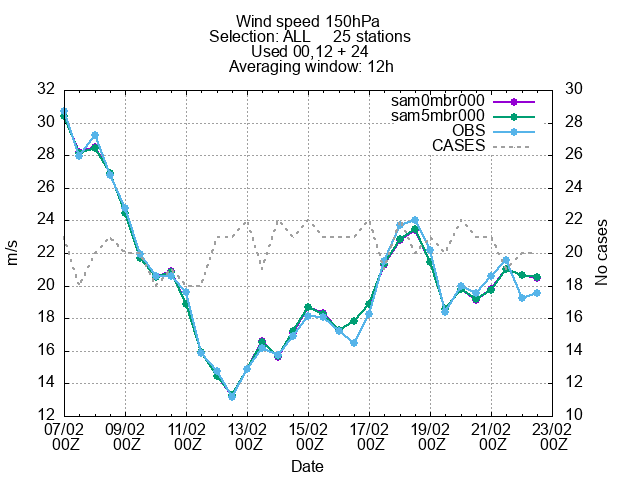 Wind speed 150hPa
Selection: ALL     25 stations
Used 00,12 + 24
Averaging window: 12h
sam0mbr000
sam5mbr000
OBS
CASES
m/s
32
30
28
26
24
22
20
18
16
14
12
30
28
26
24
22
20
18
16
14
12
10
No cases
07/02 09/02 11/02 13/02 15/02 17/02 19/02 21/02 23/02
00Z 00Z 00Z 00Z 00Z 00Z 00Z 00Z 00Z
Date